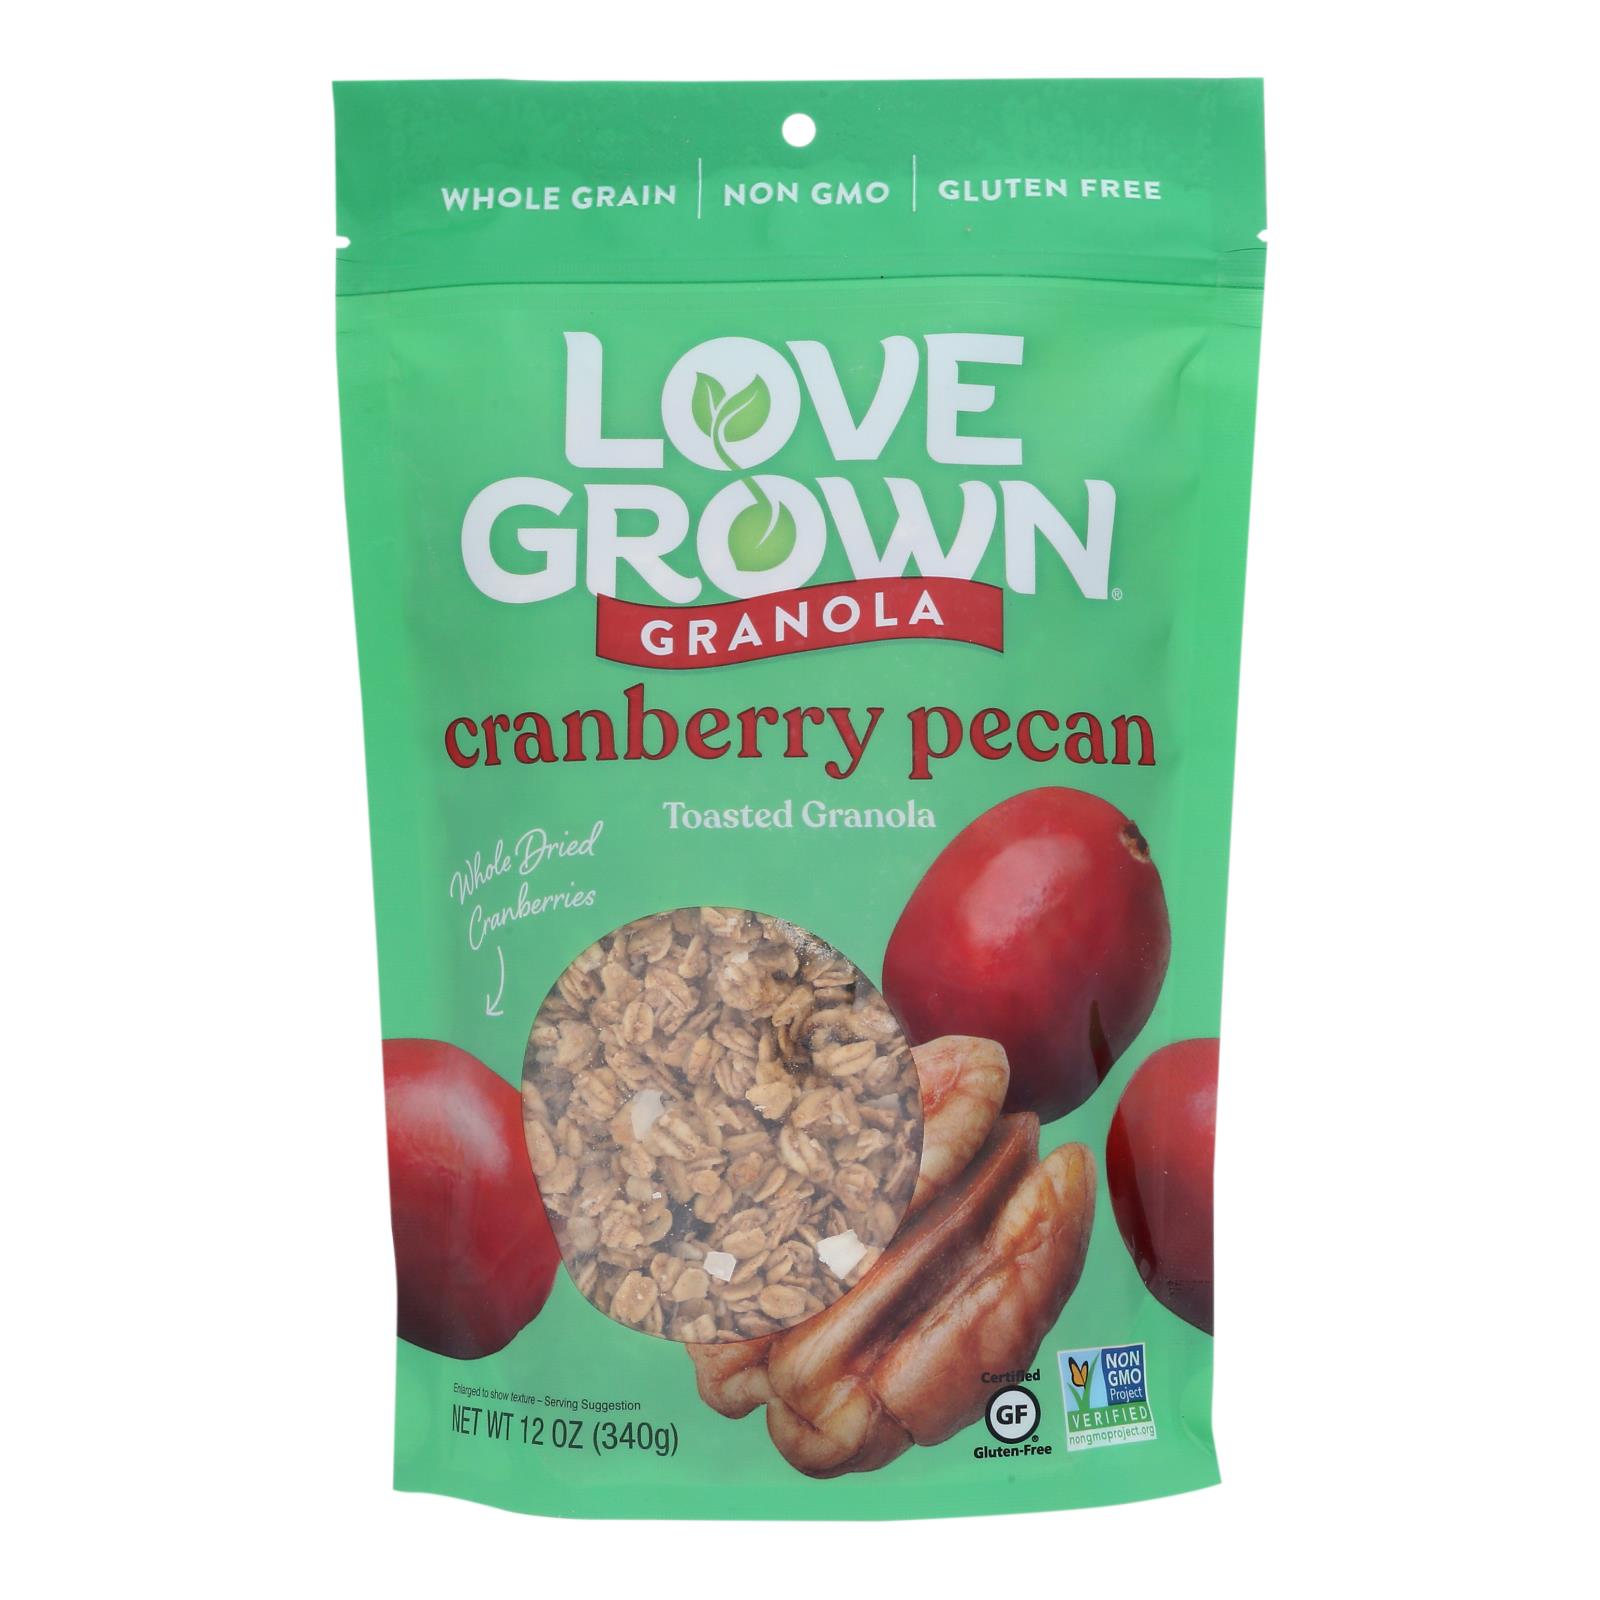 WHOLE GRAIN | NON GMO | GLUTEN FREE
LOVE
GROWN®
GRANOLA
cranberry pecan
Toasted Granola
Whole Dried
Cranberries
Enlarged to show texture – Serving Suggestion
NET WT 12 OZ (340g)
Certified
GF®
Gluten-Free
NON
GMO
Project
VERIFIED
nongmoproject.org